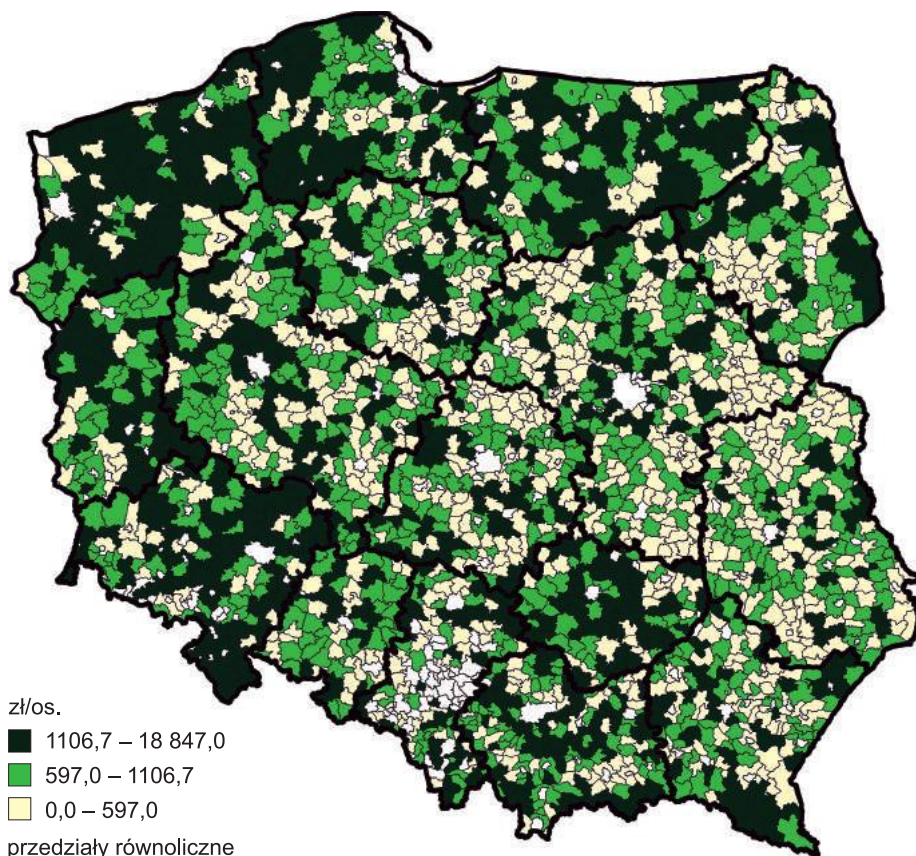 zł/os.
1106,7 – 18 847,0
597,0 – 1106,7
0,0 – 597,0
przedziały równoliczne